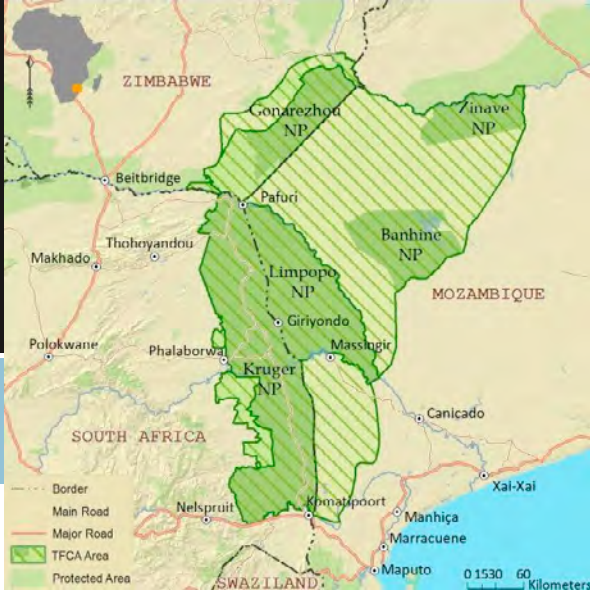 ZIMBABWE
Gonarezhou
NP
Zinave
NP
Beitbridge
Pafuri
Thohoyandou
Makhado
Banhine
NP
Limpopo
NP
MOZAMBIQUE
Giriyondo
Polokwane
Phalaborwa
Massingir
Kruger
NP
Canicado
SOUTH AFRICA
Xai-Xai
Border
Main Road
Major Road
TFCA Area
Protected Area
Nelspruit
Komatipoort
Manhiça
Marracuene
Maputo
SWAZILAND
0 1530 60
Kilometers